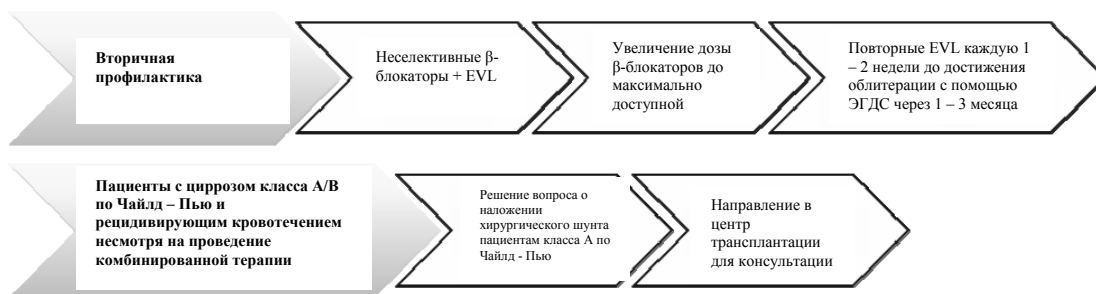 Вторичная
профилактика
Неселективные β-
блокаторы + EVL
Увеличение дозы
β-блокаторов до
максимально
доступной
Повторные EVL каждую 1
– 2 недели до достижения
облитерации с помощью
ЭГДС через 1 – 3 месяца
Пациенты с циррозом класса А/В
по Чайлд – Пью и
рецидивирующим кровотечением
несмотря на проведение
комбинированной терапии
Решение вопроса о
наложении
хирургического шунта
пациентам класса А по
Чайлд - Пью
Направление в
центр
трансплантации
для консультации